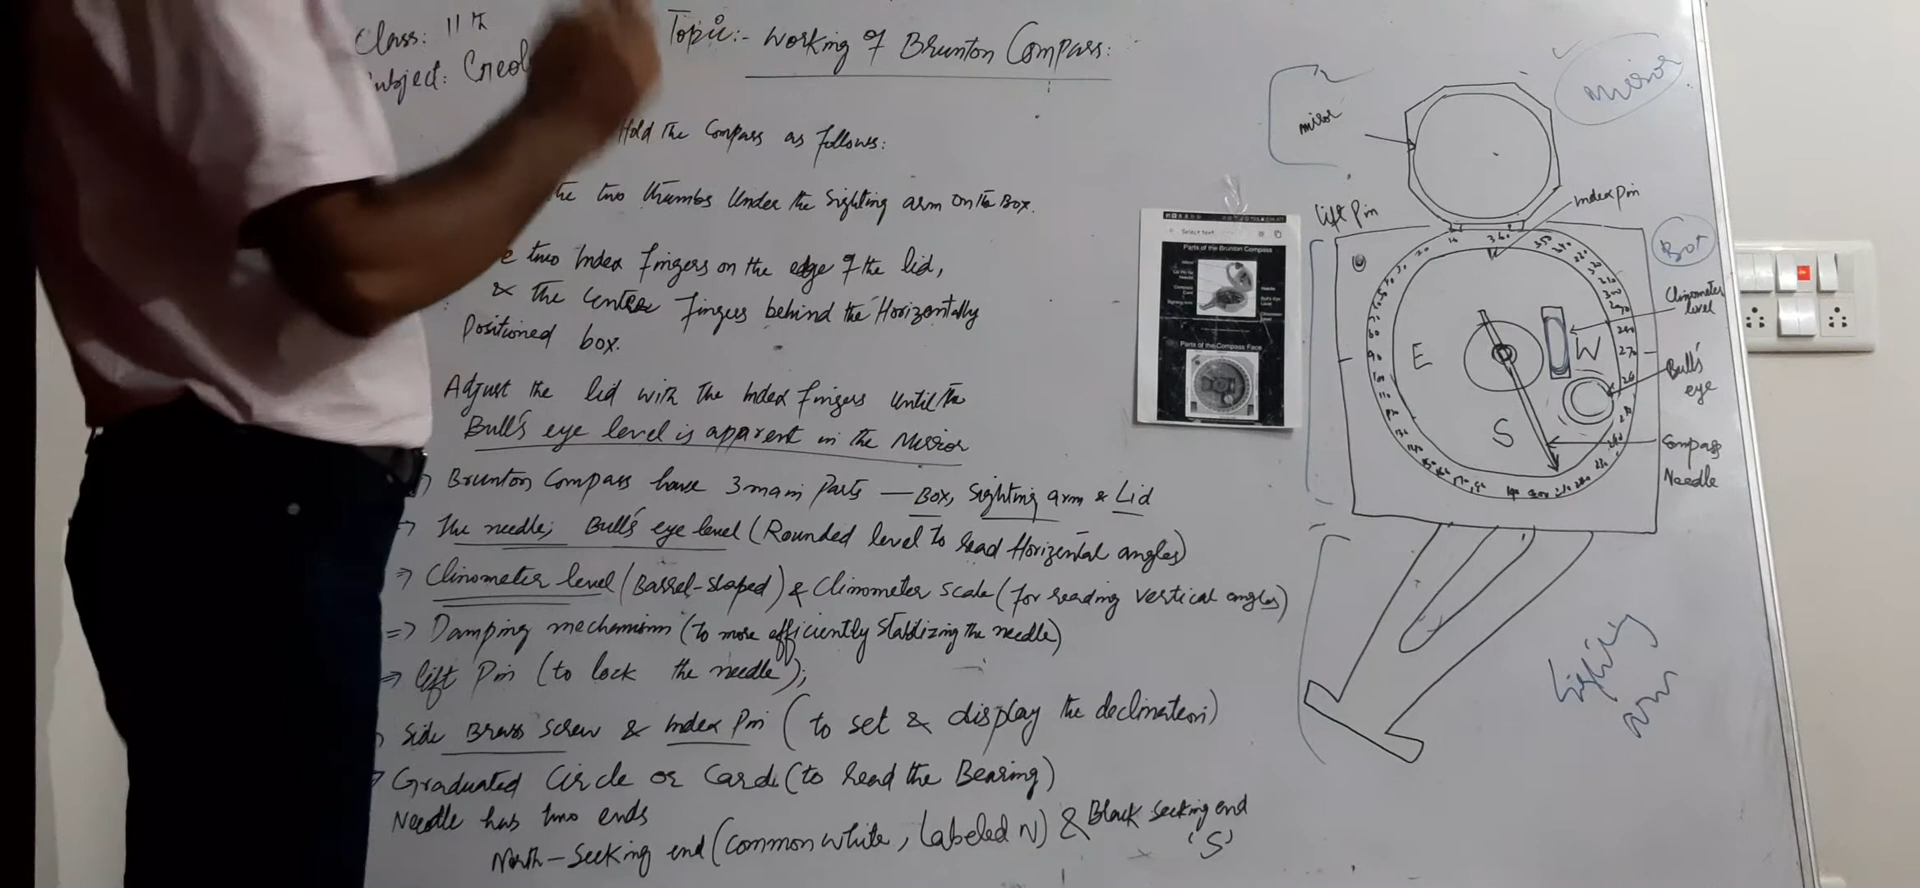 Class: 11th
Subject: Geol
Topic:- Working of Brunton Compass:
Hold the Compass as follows:
the two thumbs under the sighting arm on the Box.
two Index fingers on the edge of the lid,
& the centre fingers behind the Horizontally
Positioned box.
Adjust the lid with the Index fingers until the
Bull's eye level is apparent in the Mirror
→ Brunton Compass have 3 main Parts — Box, Sighting arm & Lid
→ The needle; Bull's eye level (Rounded level to read Horizental angles)
⇒ Clinometer level (Barrel-shaped) & Clinometer scale (for reading vertical angles)
⇒ Damping mechanism (to more efficiently Stabilizing the needle)
→ lift Pin (to lock the needle);
Side Brass Screw & Index Pin (to set & display the declination)
Graduated Circle or Card (to read the Bearing)
Needle has two ends
North-Seeking end (Common White, Labeled N) & Black Seeking end
'S'
Mirror
Index Pin
lift Pin
Box
Clinometer
level
E
W
S
Bull's
eye
Compass
Needle
Sighting
arm
Select text
Parts of the Brunton Compass
Parts of the Compass Face